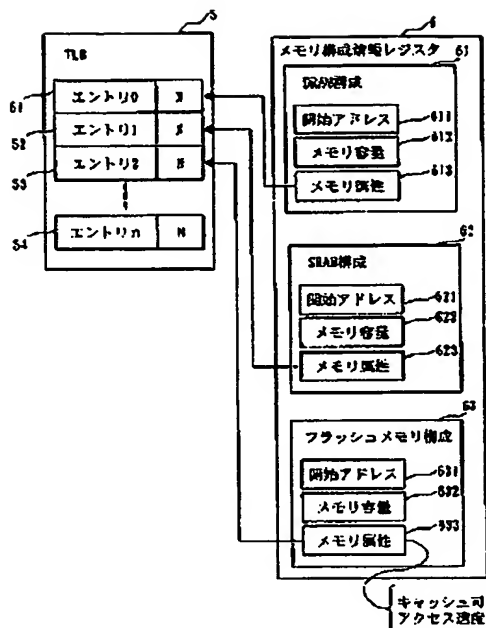 5
TLB
51
エントリ0
N
52
エントリ1
53
エントリ2
N
54
エントリn
N
6
メモリ構成情報レジスタ
61
構成
開始アドレス
611
メモリ容量
612
メモリ属性
613
62
構成
開始アドレス
621
メモリ容量
622
メモリ属性
623
63
フラッシュメモリ構成
開始アドレス
631
メモリ容量
632
メモリ属性
キャッシュ可
アクセス速度